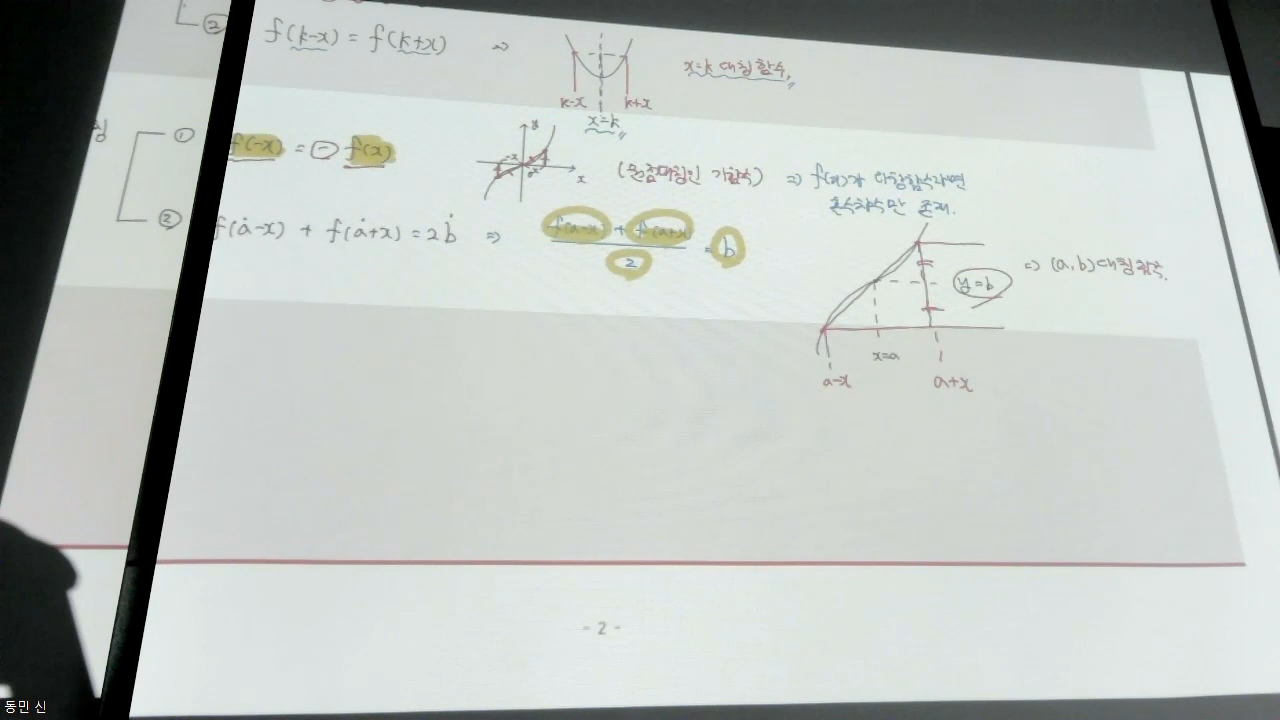 ②
f(k-x) = f(k+x) ⇒ x=k 대칭함수
k-x k+x
x=k
①
f(-x) = ⊖ f(x) (원점대칭인 기함수) ⇒ f(x)가 다항함수라면
홀수차수만 존재.
y
-x x
x
②
f(a-x) + f(a+x) = 2b ⇒ f(a-x) + f(a+x) / 2 = b
y=b ⇒ (a,b) 대칭함수
x=a
a-x a+x
- 2 -
동민 신